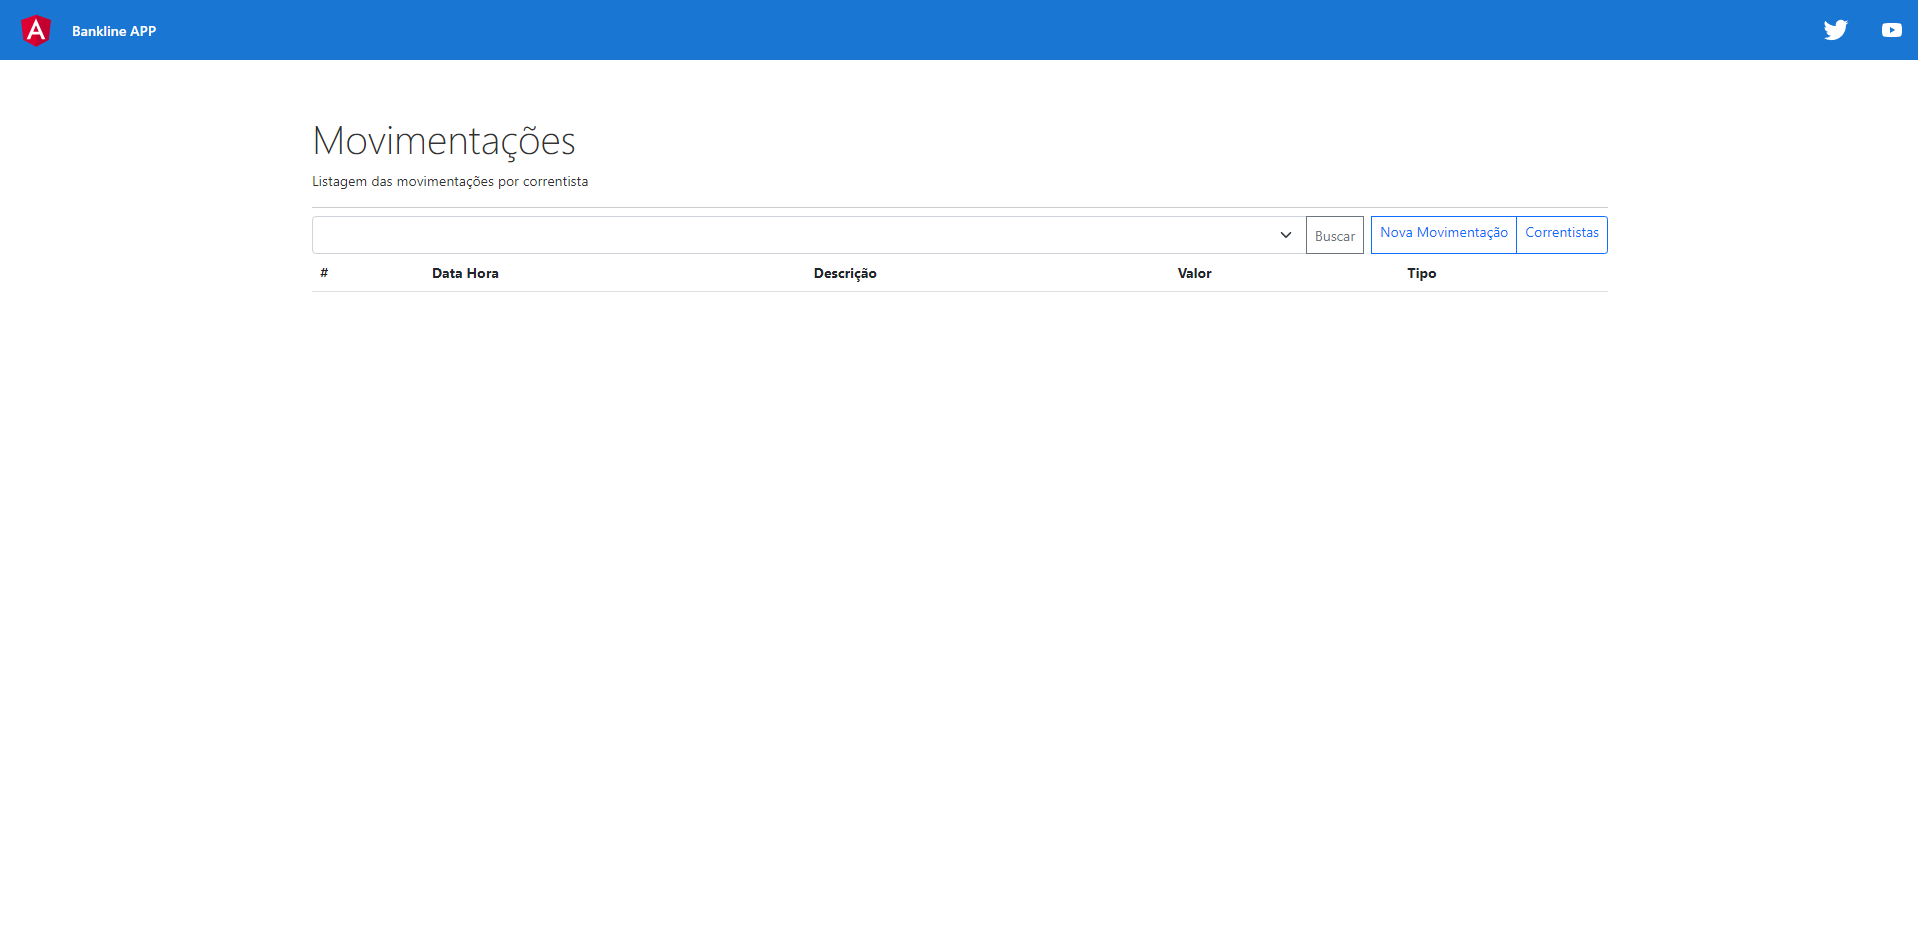 Bankline APP
Movimentações
Listagem das movimentações por correntista
Buscar Nova Movimentação Correntistas
# Data Hora Descrição Valor Tipo